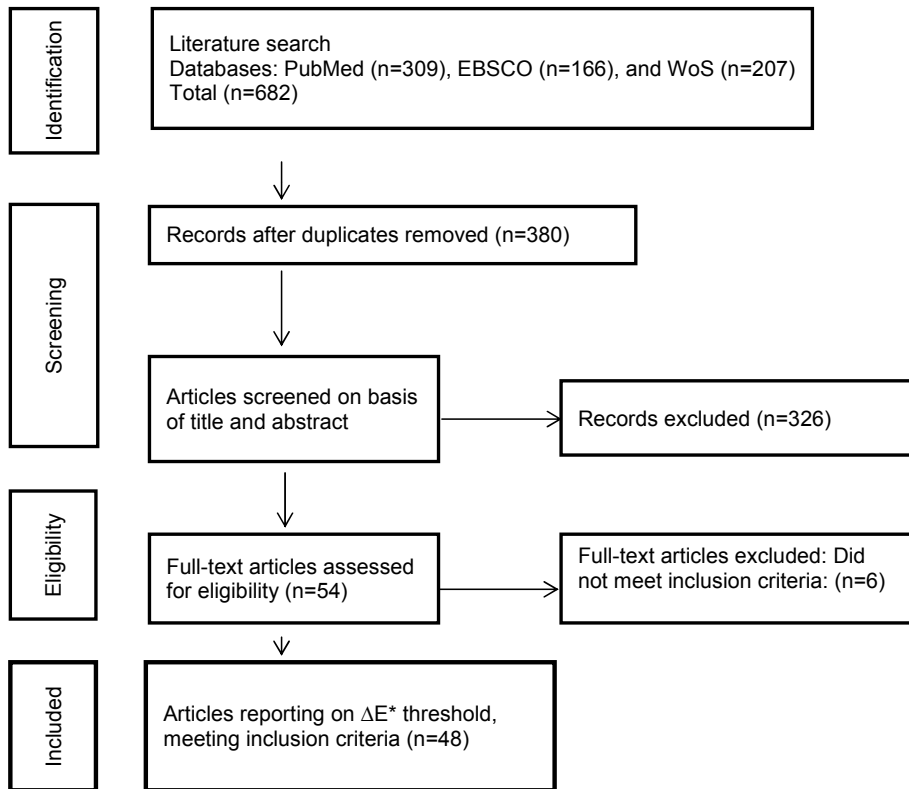 Identification
Literature search
Databases: PubMed (n=309), EBSCO (n=166), and WoS (n=207)
Total (n=682)
Screening
Records after duplicates removed (n=380)
Articles screened on basis
of title and abstract
Records excluded (n=326)
Eligibility
Full-text articles assessed
for eligibility (n=54)
Full-text articles excluded: Did
not meet inclusion criteria: (n=6)
Included
Articles reporting on ΔE* threshold,
meeting inclusion criteria (n=48)